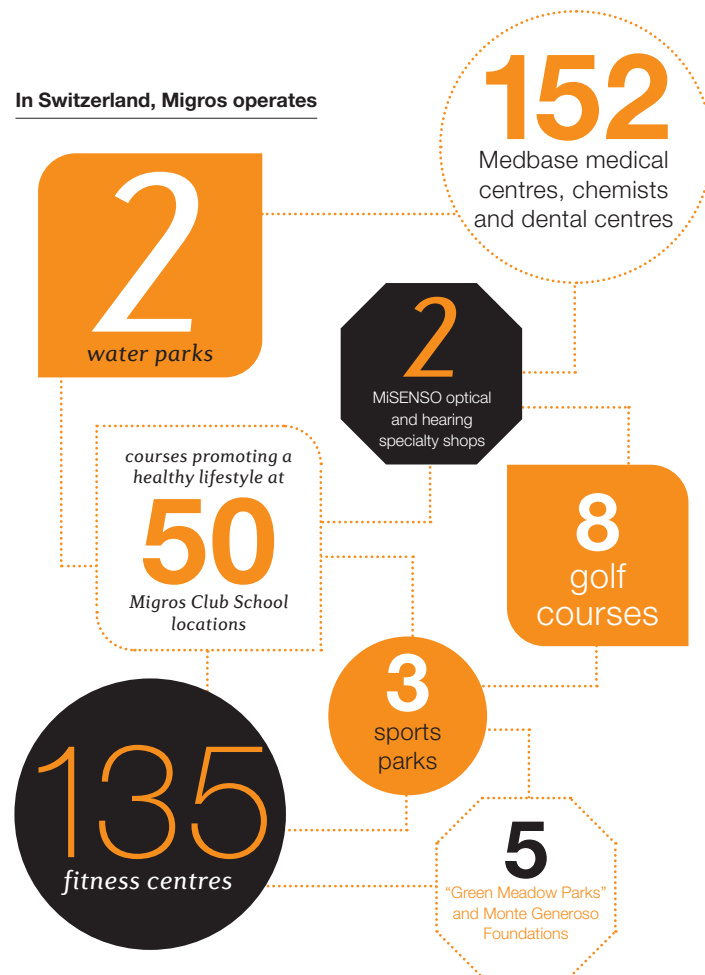 In Switzerland, Migros operates
152
Medbase medical
centres, chemists
and dental centres
2
water parks
2
MiSENSO optical
and hearing
specialty shops
courses promoting a
healthy lifestyle at
50
Migros Club School
locations
8
golf
courses
3
sports
parks
135
fitness centres
5
“Green Meadow Parks”
and Monte Generoso
Foundations